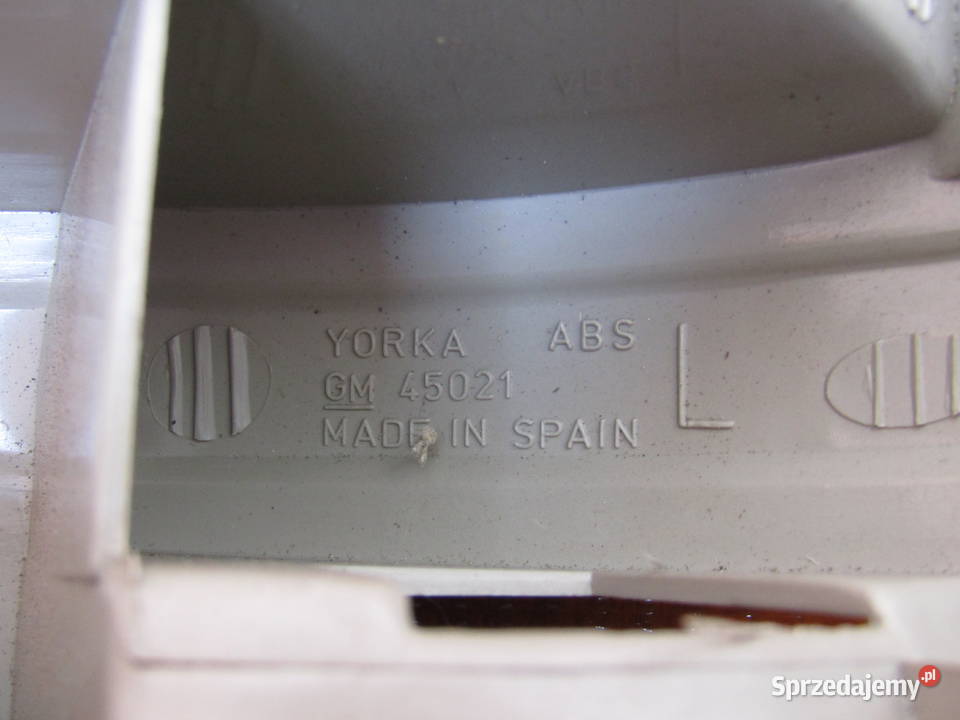 YORKA ABS
GM 45021
MADE IN SPAIN
L
Sprzedajemy.pl